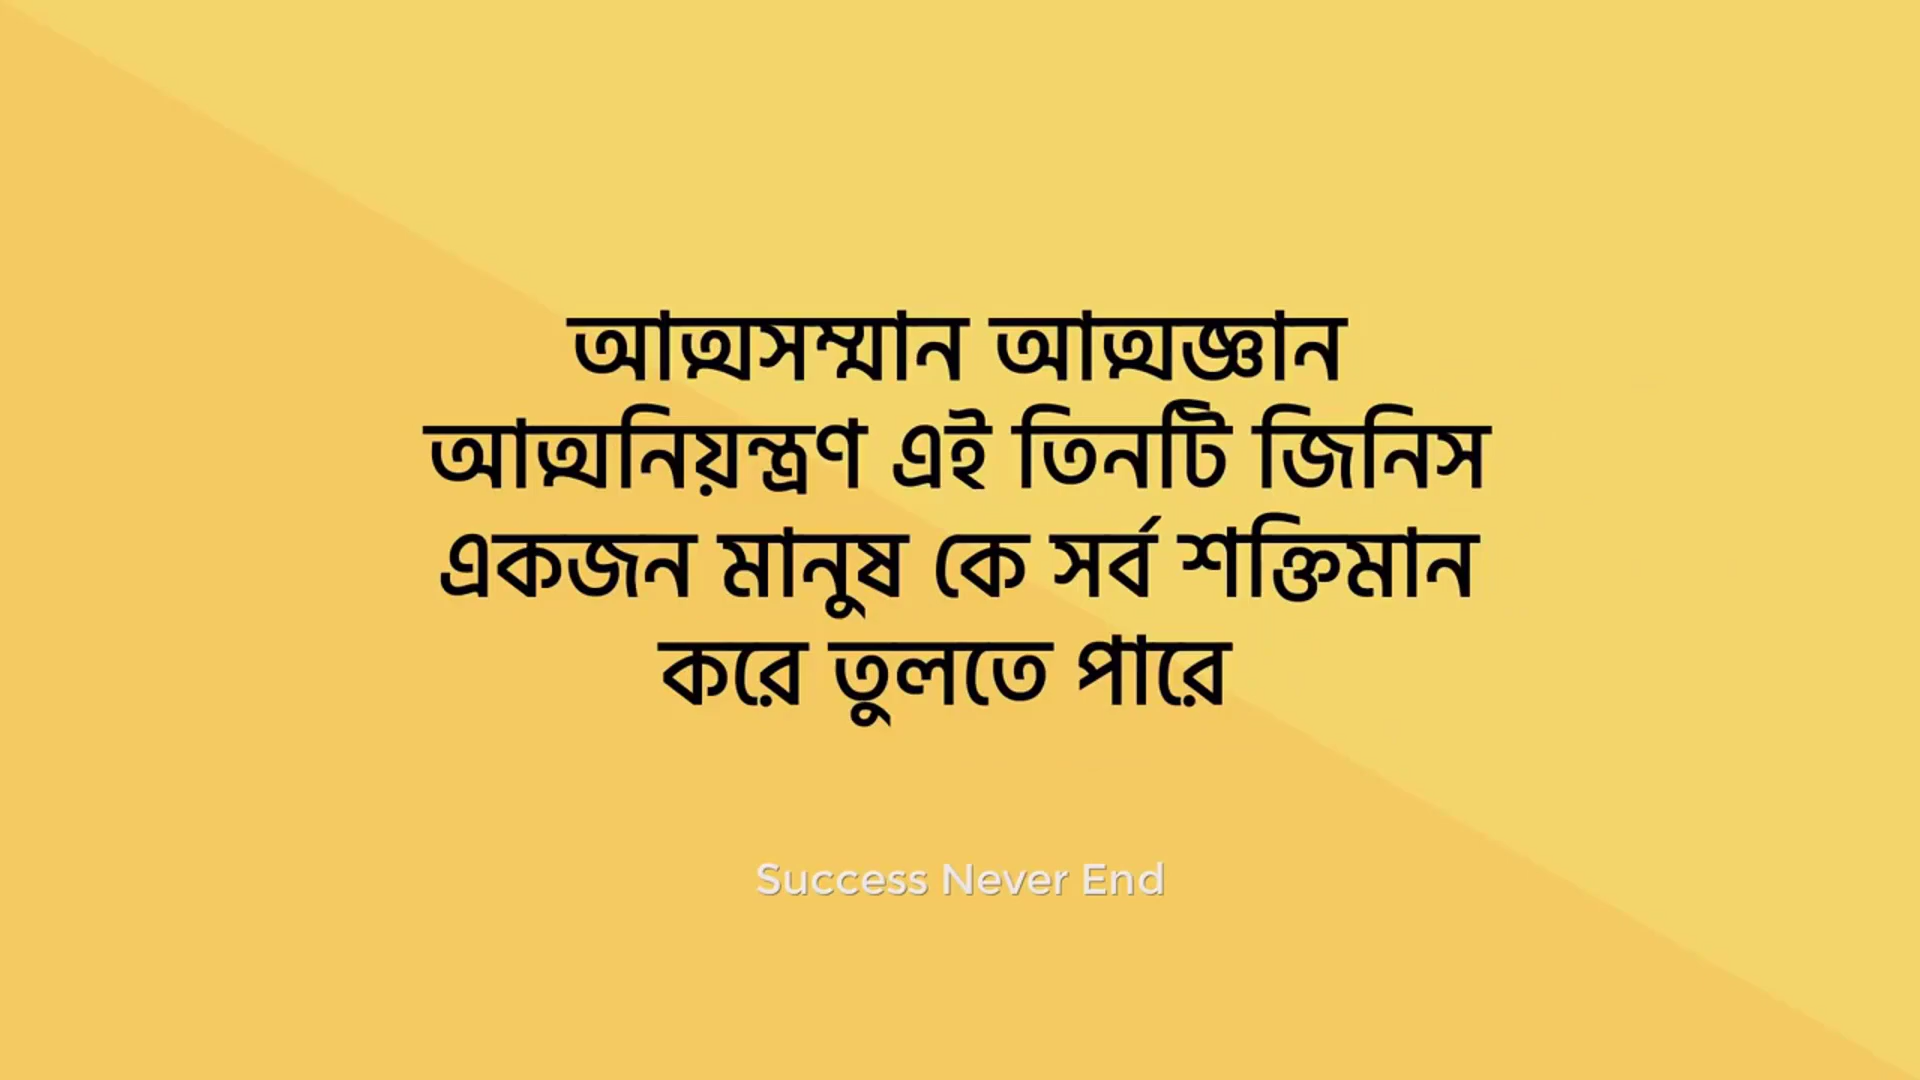 আত্মসম্মান আত্মজ্ঞান
আত্মনিয়ন্ত্রণ এই তিনটি জিনিস
একজন মানুষ কে সর্ব শক্তিমান
করে তুলতে পারে
Success Never End